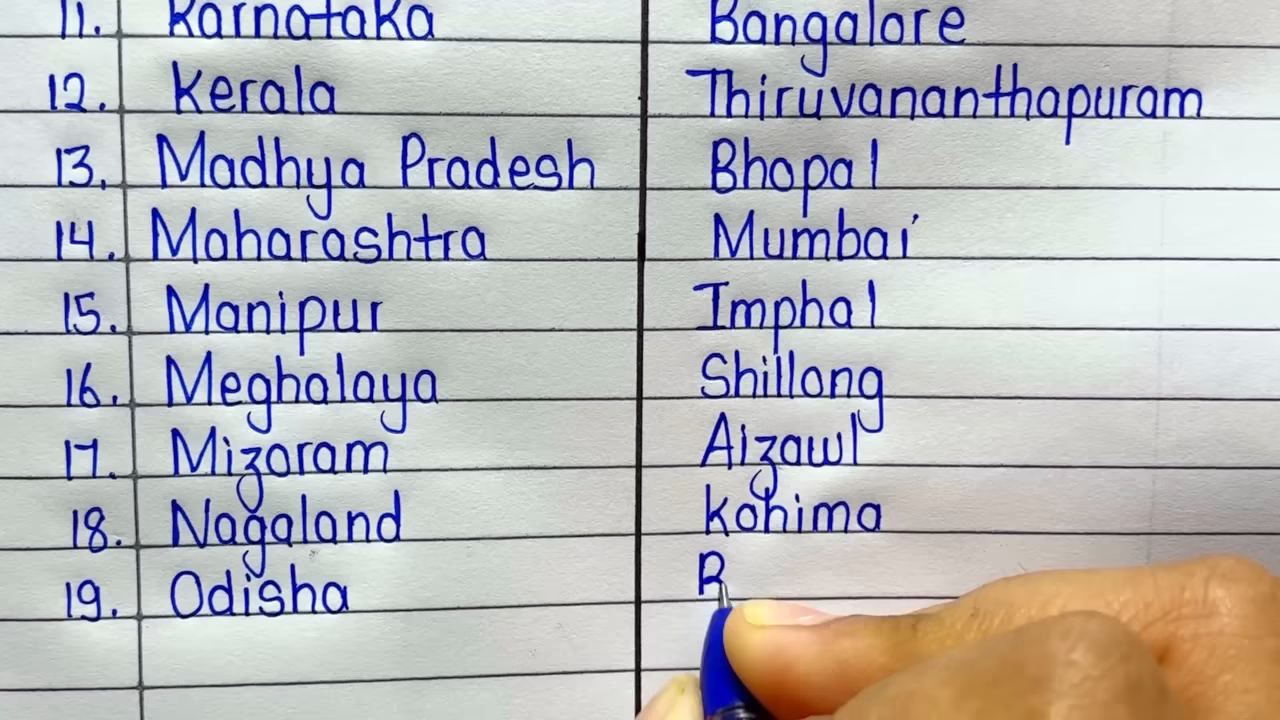 11. Karnataka Bangalore
12. Kerala Thiruvananthapuram
13. Madhya Pradesh Bhopal
14. Maharashtra Mumbai
15. Manipur Imphal
16. Meghalaya Shillong
17. Mizoram Aizawl
18. Nagaland Kohima
19. Odisha B